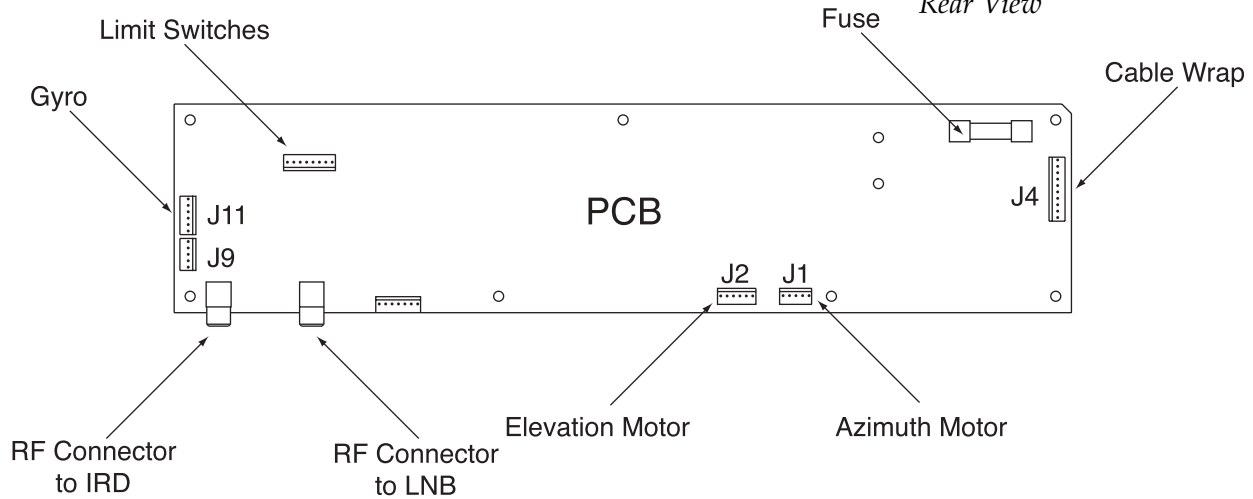 Rear View
Fuse
Limit Switches
Cable Wrap
Gyro
J11
PCB
J4
J9
J2
J1
Elevation Motor
Azimuth Motor
RF Connector
to IRD
RF Connector
to LNB